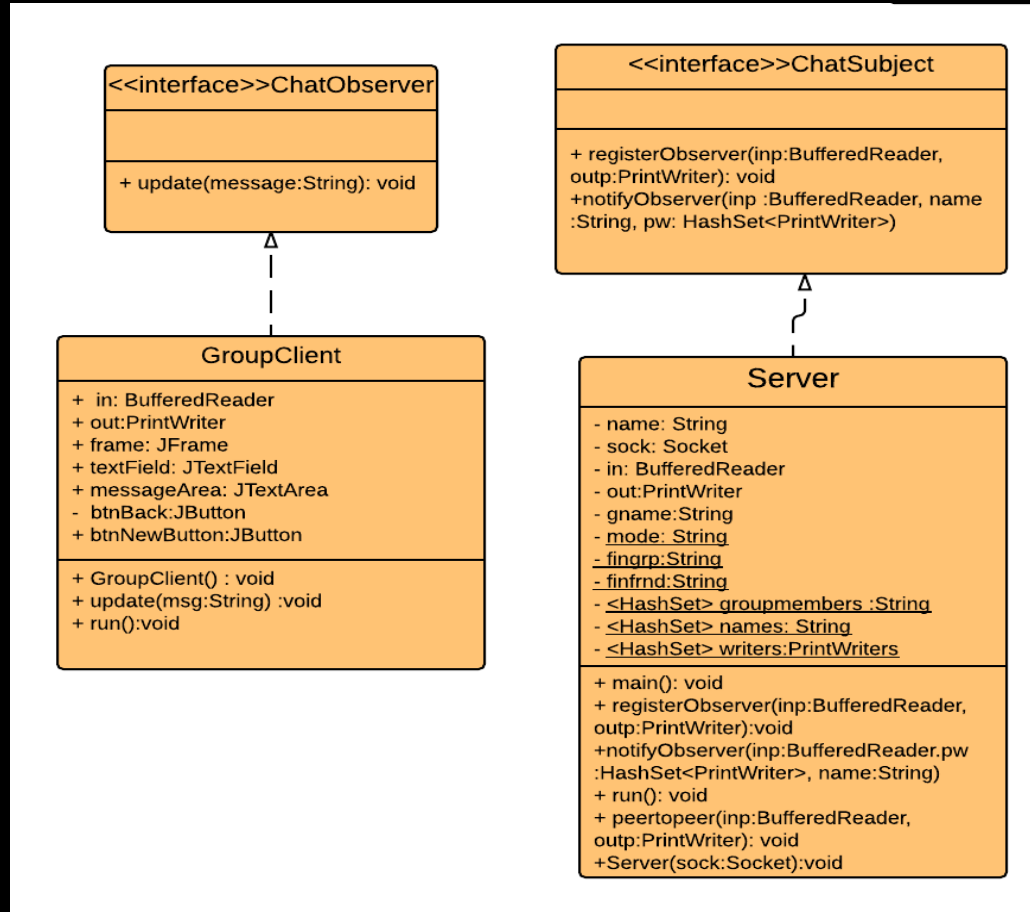 <<interface>>ChatObserver
+ update(message:String): void
<<interface>>ChatSubject
+ registerObserver(inp:BufferedReader,
outp:PrintWriter): void
+notifyObserver(inp :BufferedReader, name
:String, pw: HashSet<PrintWriter>)
GroupClient
+ in: BufferedReader
+ out:PrintWriter
+ frame: JFrame
+ textField: JTextField
+ messageArea: JTextArea
- btnBack:JButton
+ btnNewButton:JButton
+ GroupClient() : void
+ update(msg:String) :void
+ run():void
Server
- name: String
- sock: Socket
- in: BufferedReader
- out:PrintWriter
- gname:String
- mode: String
- fingrp:String
- finfrnd:String
- <HashSet> groupmembers :String
- <HashSet> names: String
- <HashSet> writers:PrintWriters
+ main(): void
+ registerObserver(inp:BufferedReader,
outp:PrintWriter):void
+notifyObserver(inp:BufferedReader.pw
:HashSet<PrintWriter>, name:String)
+ run(): void
+ peertopeer(inp:BufferedReader,
outp:PrintWriter): void
+Server(sock:Socket):void